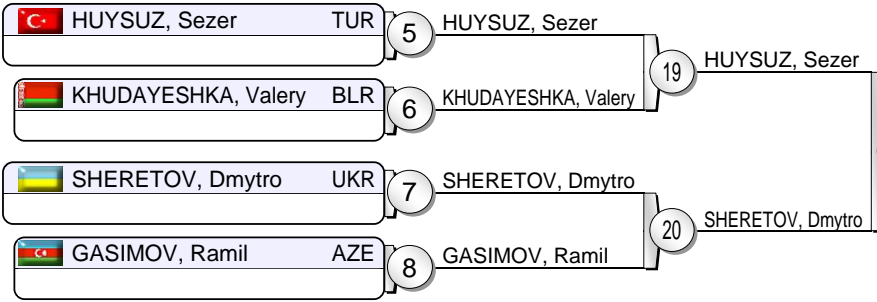 HUYSUZ, Sezer TUR
5
HUYSUZ, Sezer
19
HUYSUZ, Sezer
KHUDAYESHKA, Valery BLR
6
KHUDAYESHKA, Valery
SHERETOV, Dmytro UKR
7
SHERETOV, Dmytro
20
SHERETOV, Dmytro
GASIMOV, Ramil AZE
8
GASIMOV, Ramil